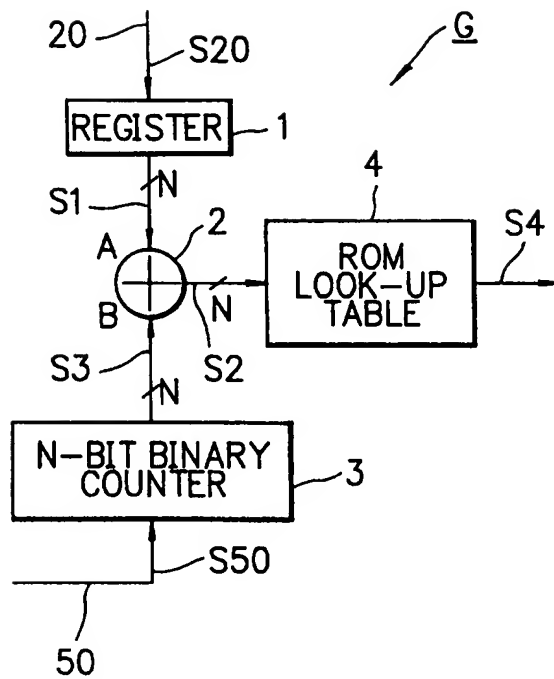 20
S20
G
REGISTER
1
N
S1
A
2
4
B
S2
N
ROM
LOOK-UP
TABLE
S4
S3
N
N-BIT BINARY
COUNTER
3
S50
50